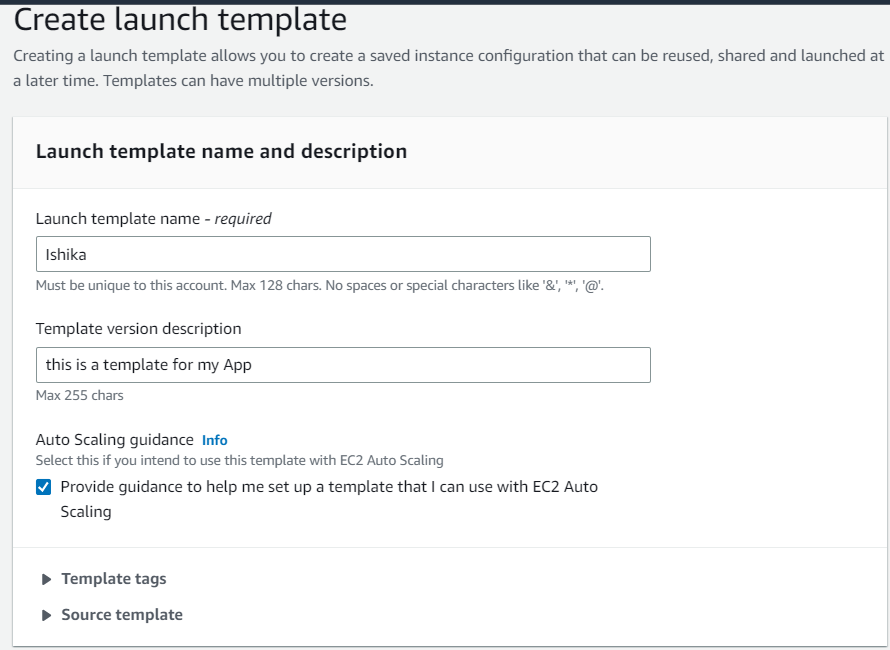 Create launch template
Creating a launch template allows you to create a saved instance configuration that can be reused, shared and launched at
a later time. Templates can have multiple versions.
Launch template name and description
Launch template name - required
Ishika
Must be unique to this account. Max 128 chars. No spaces or special characters like '&', '*', '@'.
Template version description
this is a template for my App
Max 255 chars
Auto Scaling guidance Info
Select this if you intend to use this template with EC2 Auto Scaling
Provide guidance to help me set up a template that I can use with EC2 Auto
Scaling
Template tags
Source template